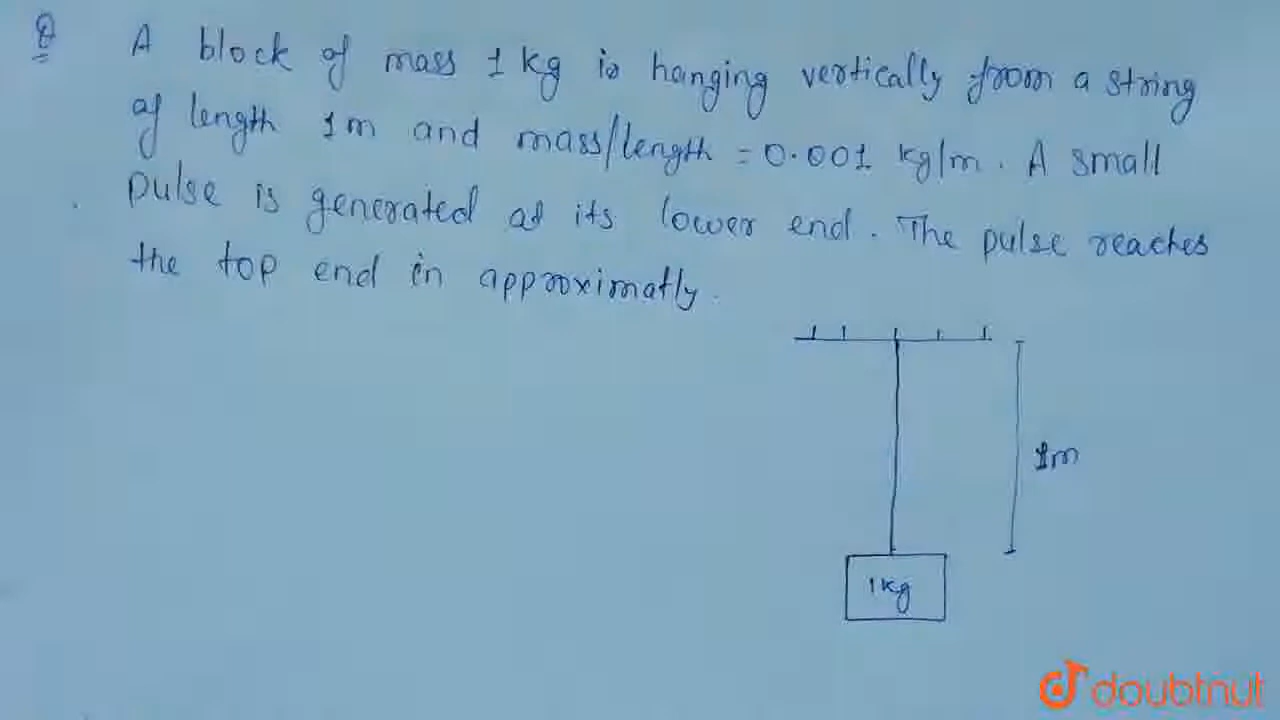 Q
A block of mass 1 kg is hanging vertically from a string
of length 1m and mass/length = 0.001 kg/m. A small
pulse is generated at its lower end. The pulse reaches
the top end in approximatly.
1m
1kg
doubtnut